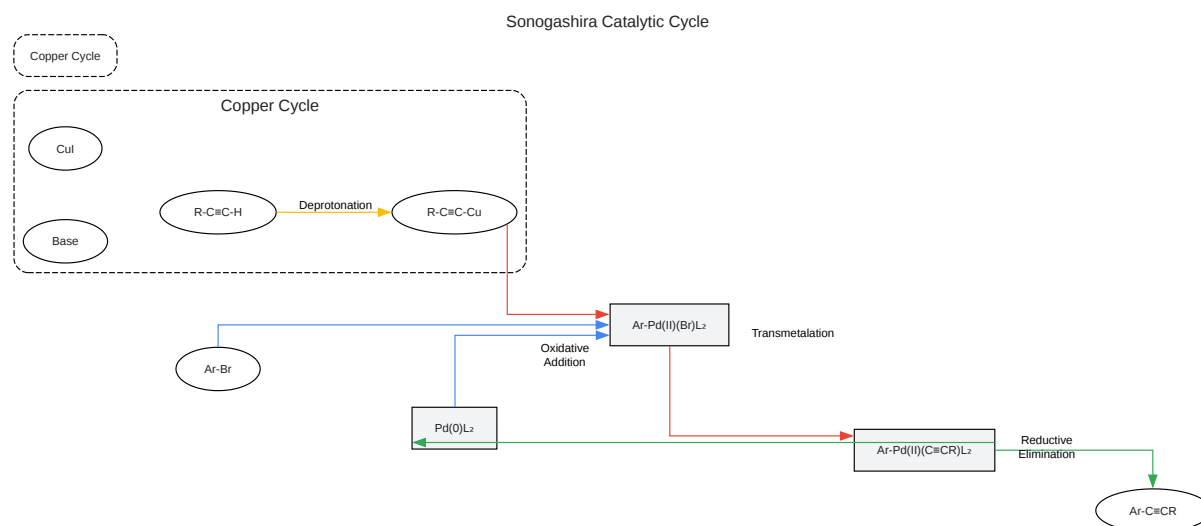 Sonogashira Catalytic Cycle
Copper Cycle
Copper Cycle
CuI
R-C≡C-H
Deprotonation
R-C≡C-Cu
Base
Ar-Pd(II)(Br)L₂
Transmetalation
Oxidative
Addition
Ar-Br
Pd(0)L₂
Ar-Pd(II)(C≡CR)L₂
Reductive
Elimination
Ar-C≡CR